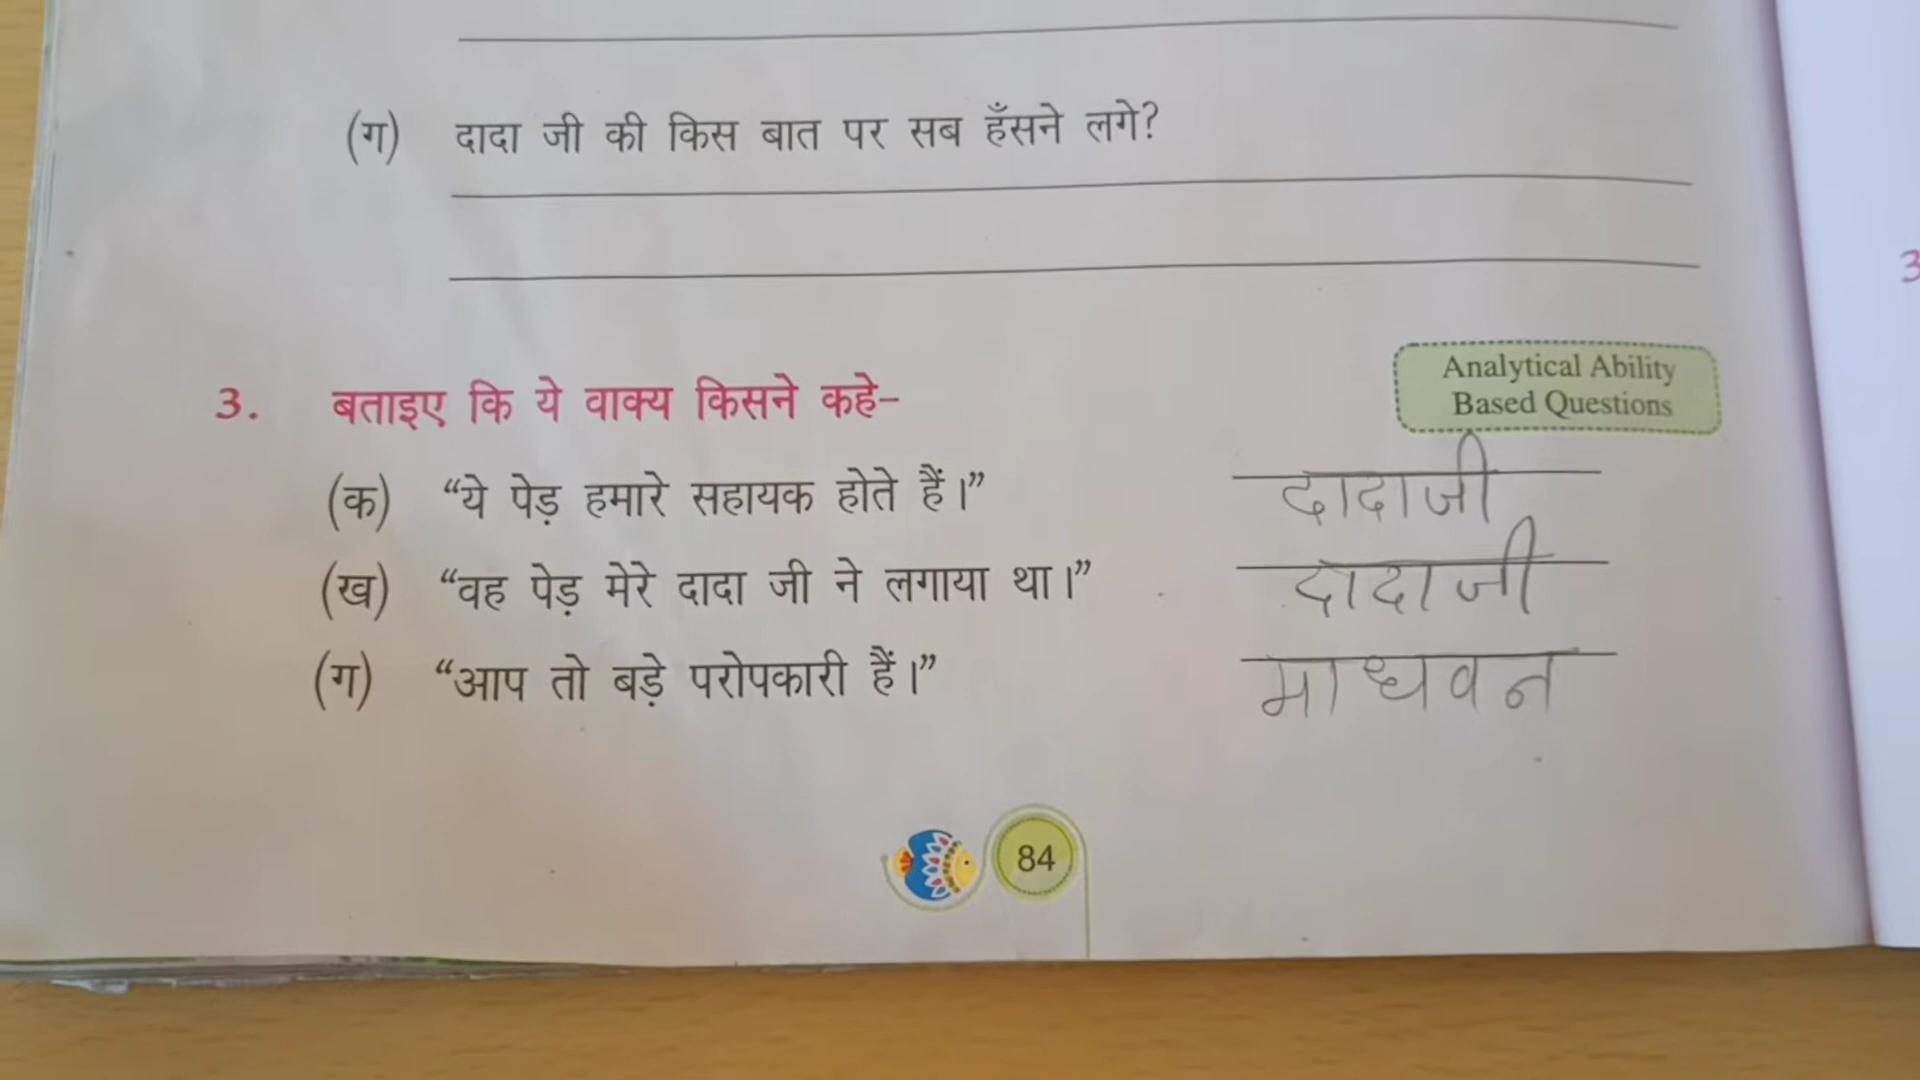 (ग) दादा जी की किस बात पर सब हँसने लगे?
3. बताइए कि ये वाक्य किसने कहे–
Analytical Ability
Based Questions
(क) “ये पेड़ हमारे सहायक होते हैं।” दादाजी
(ख) “वह पेड़ मेरे दादा जी ने लगाया था।” दादाजी
(ग) “आप तो बड़े परोपकारी हैं।” माधवन
84
3